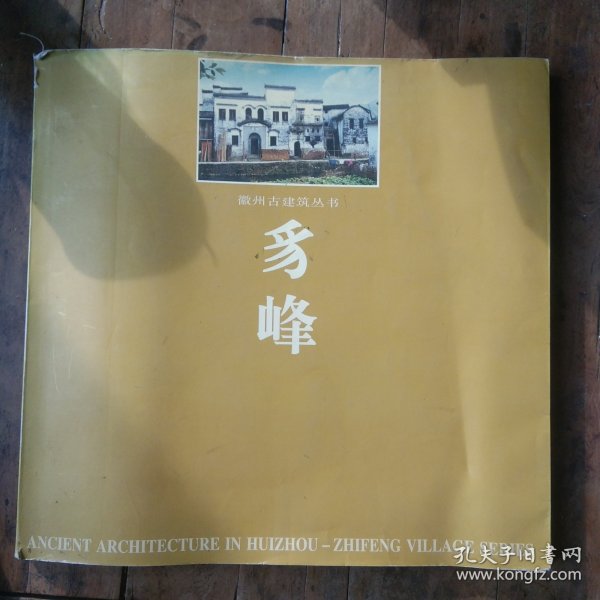 徽州古建筑丛书
豸
峰
ANCIENT ARCHITECTURE IN HUIZHOU – ZHIFENG VILLAGE SERIES
孔夫子旧书网
www.kongfz.com